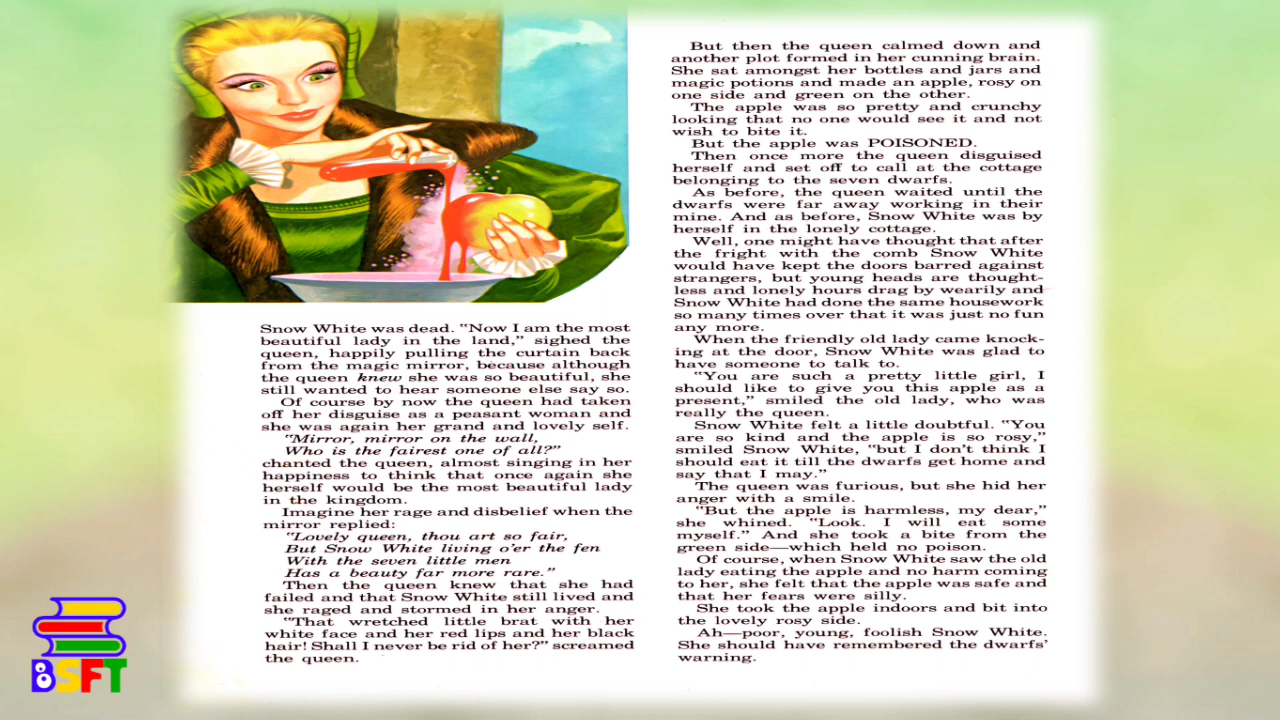 Snow White was dead. "Now I am the most
beautiful lady in the land," sighed the
queen, happily pulling the curtain back
from the magic mirror, because although
the queen knew she was so beautiful, she
still wanted to hear someone else say so.
Of course by now the queen had taken
off her disguise as a peasant woman and
she was again her grand and lovely self.
"Mirror, mirror on the wall,
Who is the fairest one of all?"
chanted the queen, almost singing in her
happiness to think that once again she
herself would be the most beautiful lady
in the kingdom.
Imagine her rage and disbelief when the
mirror replied:
"Lovely queen, thou art so fair,
But Snow White living o'er the fen
With the seven little men
Has a beauty far more rare."
Then the queen knew that she had
failed and that Snow White still lived and
she raged and stormed in her anger.
"That wretched little brat with her
white face and her red lips and her black
hair! Shall I never be rid of her?" screamed
the queen.
But then the queen calmed down and
another plot formed in her cunning brain.
She sat amongst her bottles and jars and
magic potions and made an apple, rosy on
one side and green on the other.
The apple was so pretty and crunchy
looking that no one would see it and not
wish to bite it.
But the apple was POISONED.
Then once more the queen disguised
herself and set off to call at the cottage
belonging to the seven dwarfs.
As before, the queen waited until the
dwarfs were far away working in their
mine. And as before, Snow White was by
herself in the lonely cottage.
Well, one might have thought that after
the fright with the comb Snow White
would have kept the doors barred against
strangers, but young heads are thought-
less and lonely hours drag by wearily and
Snow White had done the same housework
so many times over that it was just no fun
any more.
When the friendly old lady came knock-
ing at the door, Snow White was glad to
have someone to talk to.
"You are such a pretty little girl, I
should like to give you this apple as a
present," smiled the old lady, who was
really the queen.
Snow White felt a little doubtful. "You
are so kind and the apple is so rosy,"
smiled Snow White, "but I don't think I
should eat it till the dwarfs get home and
say that I may."
The queen was furious, but she hid her
anger with a smile.
"But the apple is harmless, my dear,"
she whined. "Look. I will eat some
myself." And she took a bite from the
green side—which held no poison.
Of course, when Snow White saw the old
lady eating the apple and no harm coming
to her, she felt that the apple was safe and
that her fears were silly.
She took the apple indoors and bit into
the lovely rosy side.
Ah—poor, young, foolish Snow White.
She should have remembered the dwarfs'
warning.
BSFT